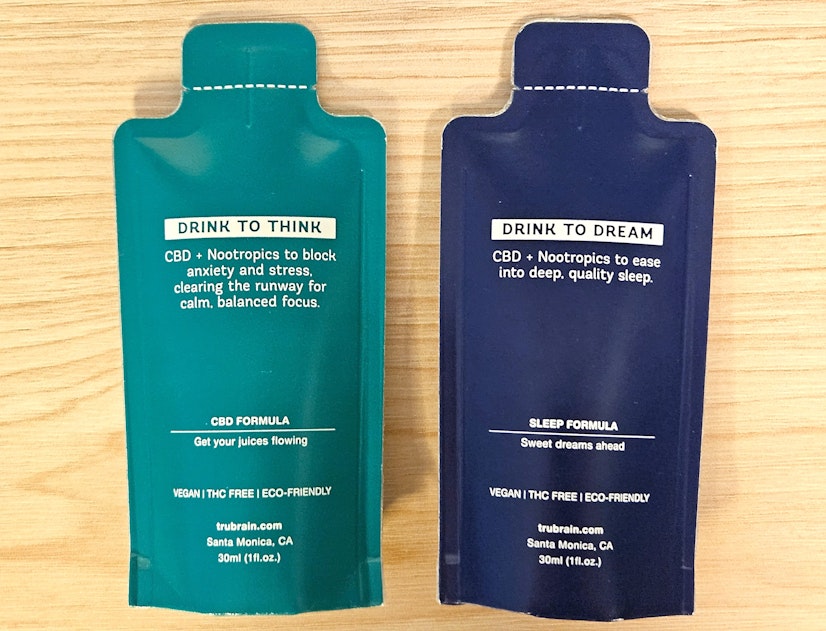 DRINK TO THINK
CBD + Nootropics to block
anxiety and stress,
clearing the runway for
calm, balanced focus.
CBD FORMULA
Get your juices flowing
VEGAN | THC FREE | ECO-FRIENDLY
trubrain.com
Santa Monica, CA
30ml (1fl.oz.)
DRINK TO DREAM
CBD + Nootropics to ease
into deep, quality sleep.
SLEEP FORMULA
Sweet dreams ahead
VEGAN | THC FREE | ECO-FRIENDLY
trubrain.com
Santa Monica, CA
30ml (1fl.oz.)